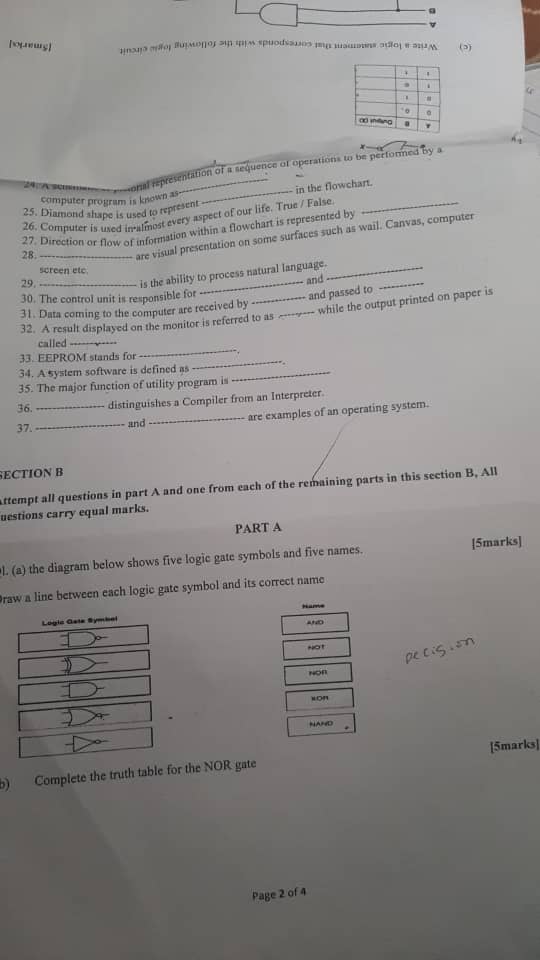 [5marks]
(c) Write a logic statement that corresponds with the following logic circuit.
A
B
A B Output (X)
0 0
0 1
1 0
1 1
representation of a sequence of operations to be performed by a
computer program is known as--------------------
25. Diamond shape is used to represent -------------------- in the flowchart.
26. Computer is used in almost every aspect of our life. True / False.
27. Direction or flow of information within a flowchart is represented by --------------------
28. -------------------- are visual presentation on some surfaces such as wail. Canvas, computer
screen etc.
29. -------------------- is the ability to process natural language.
30. The control unit is responsible for -------------------- and --------------------
31. Data coming to the computer are received by ------------- and passed to -----------
32. A result displayed on the monitor is referred to as --------- while the output printed on paper is
called -----------
33. EEPROM stands for --------------------.
34. A system software is defined as --------------------.
35. The major function of utility program is --------------------
36. ----------------- distinguishes a Compiler from an Interpreter.
37. -------------------- and -------------------- are examples of an operating system.
SECTION B
Attempt all questions in part A and one from each of the remaining parts in this section B, All
questions carry equal marks.
PART A
1. (a) the diagram below shows five logic gate symbols and five names. [5marks]
Draw a line between each logic gate symbol and its correct name
Logic Gate Symbol Name
AND
NOT
NOR
XOR
NAND
Decision
b) Complete the truth table for the NOR gate [5marks]
Page 2 of 4